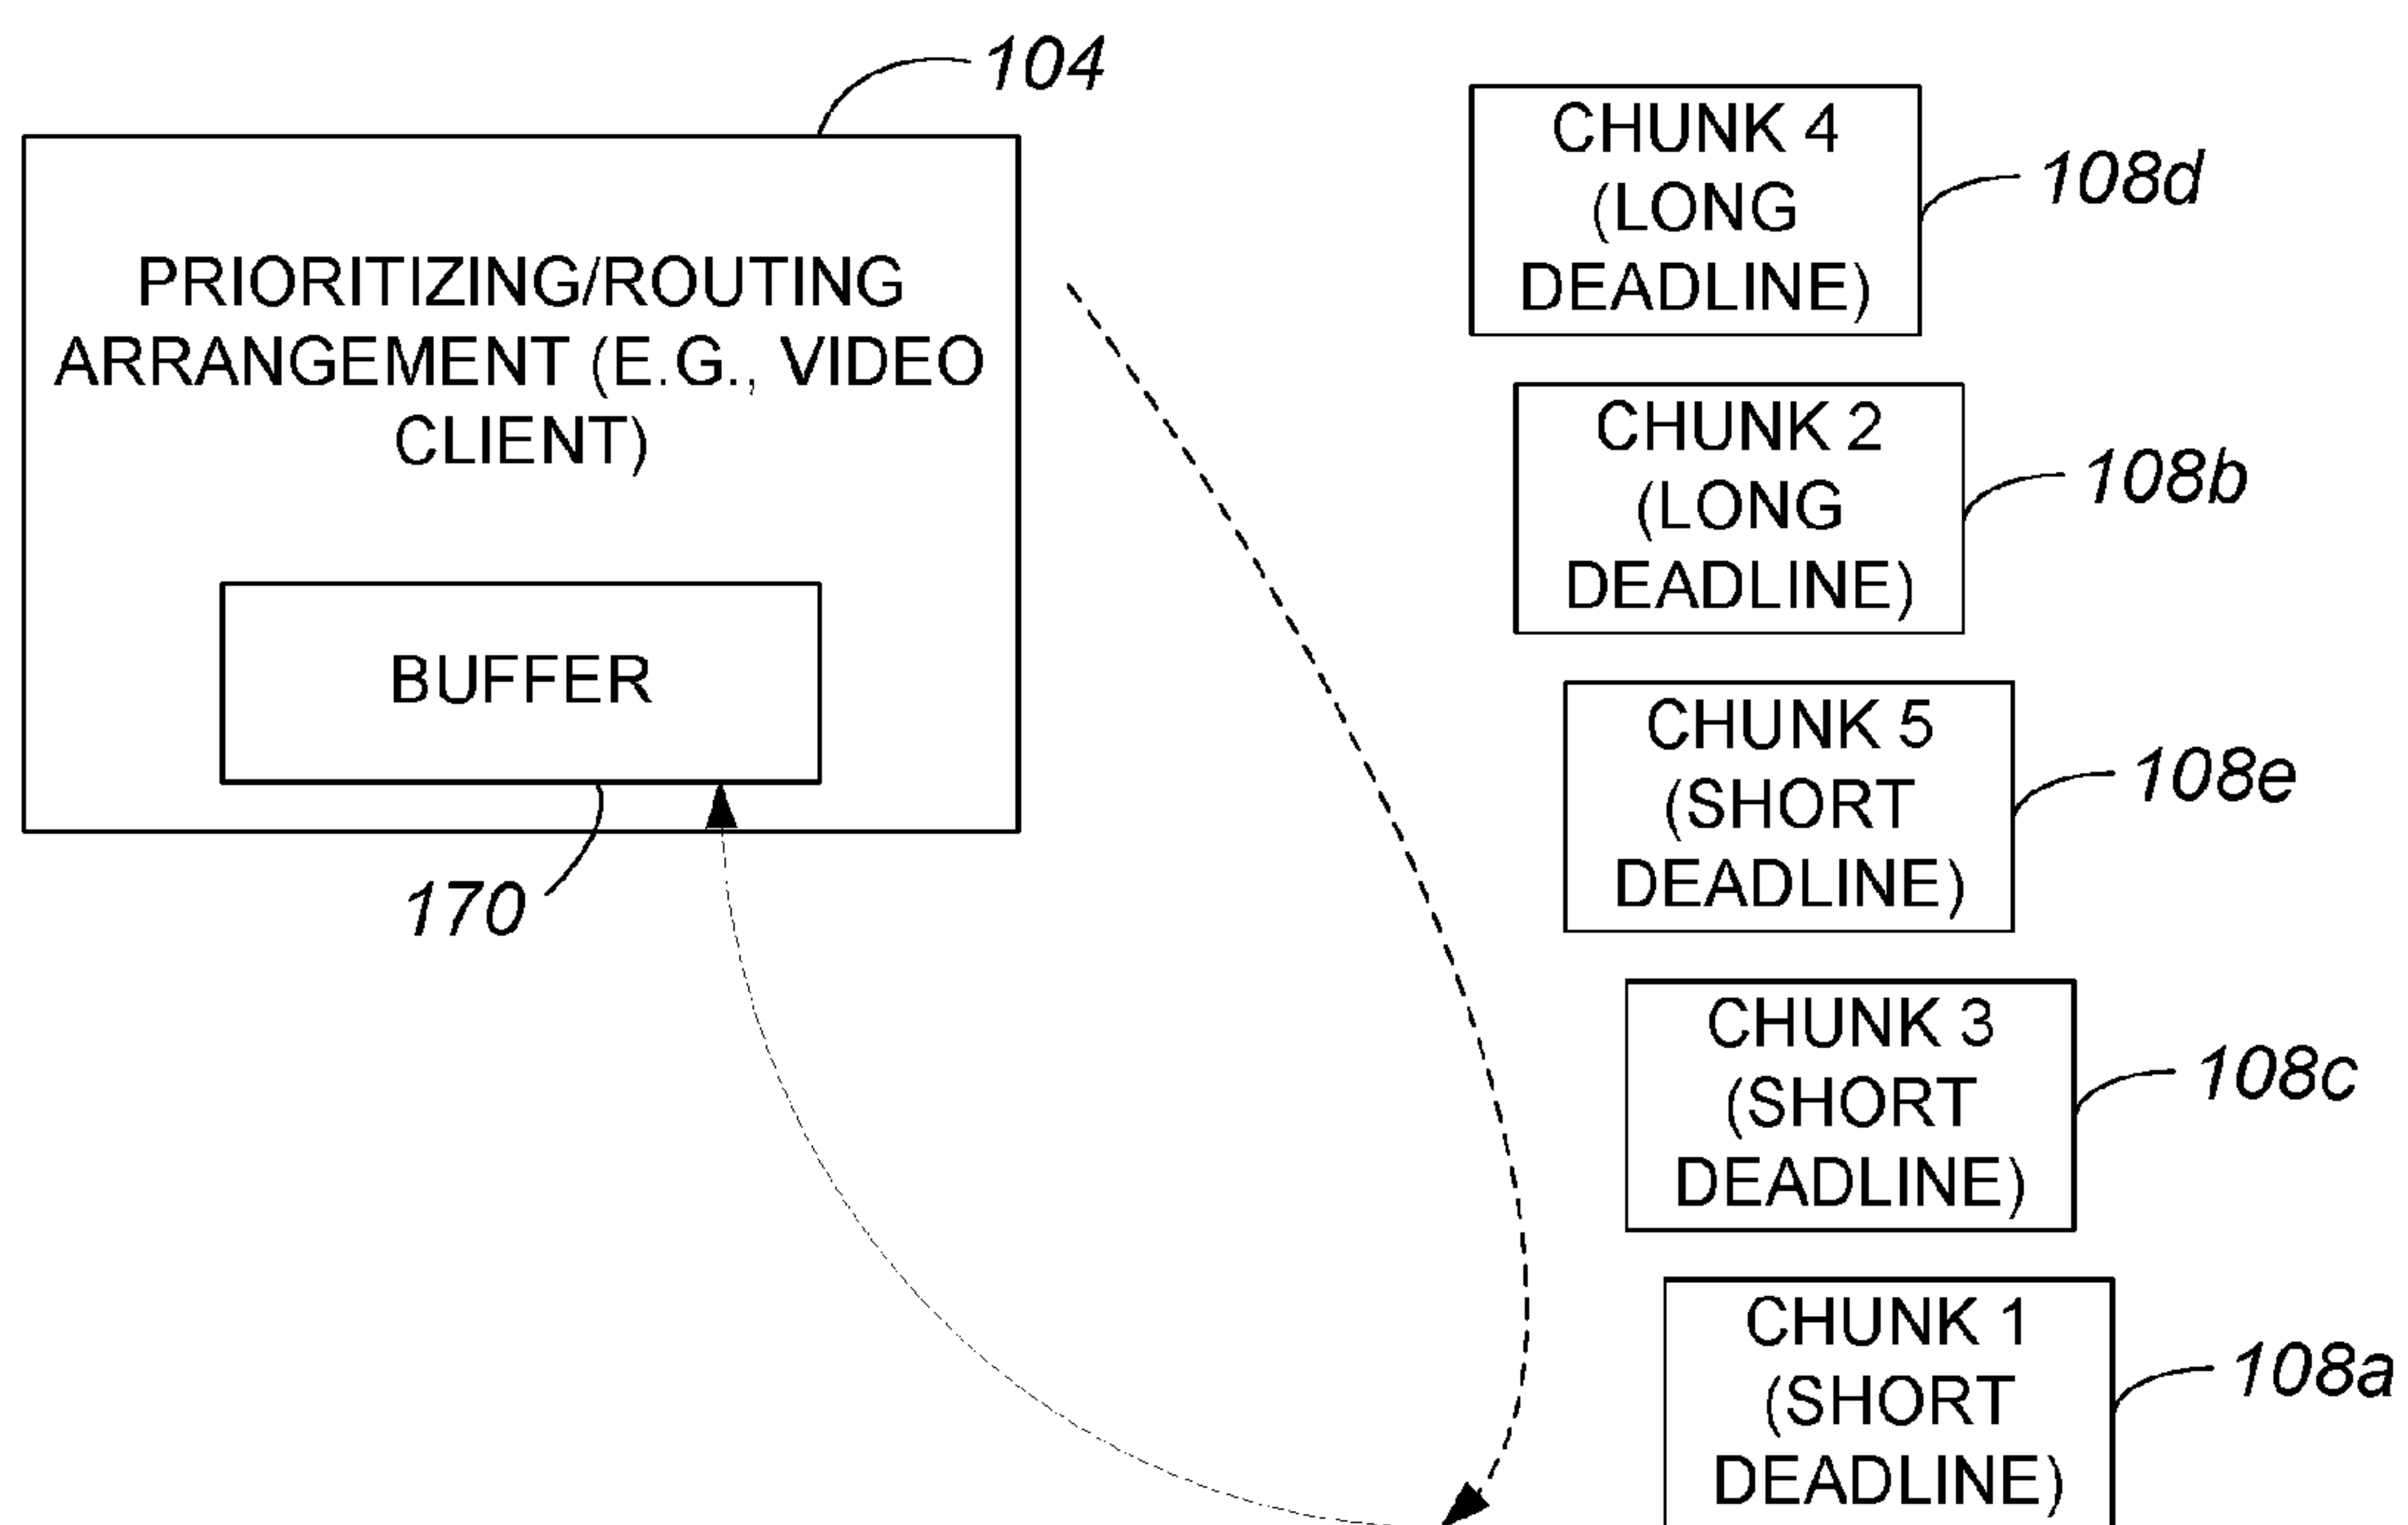 104
PRIORITIZING/ROUTING
ARRANGEMENT (E.G., VIDEO
CLIENT)
BUFFER
170
CHUNK 4
(LONG
DEADLINE)
108d
CHUNK 2
(LONG
DEADLINE)
108b
CHUNK 5
(SHORT
DEADLINE)
108e
CHUNK 3
(SHORT
DEADLINE)
108c
CHUNK 1
(SHORT
DEADLINE)
108a